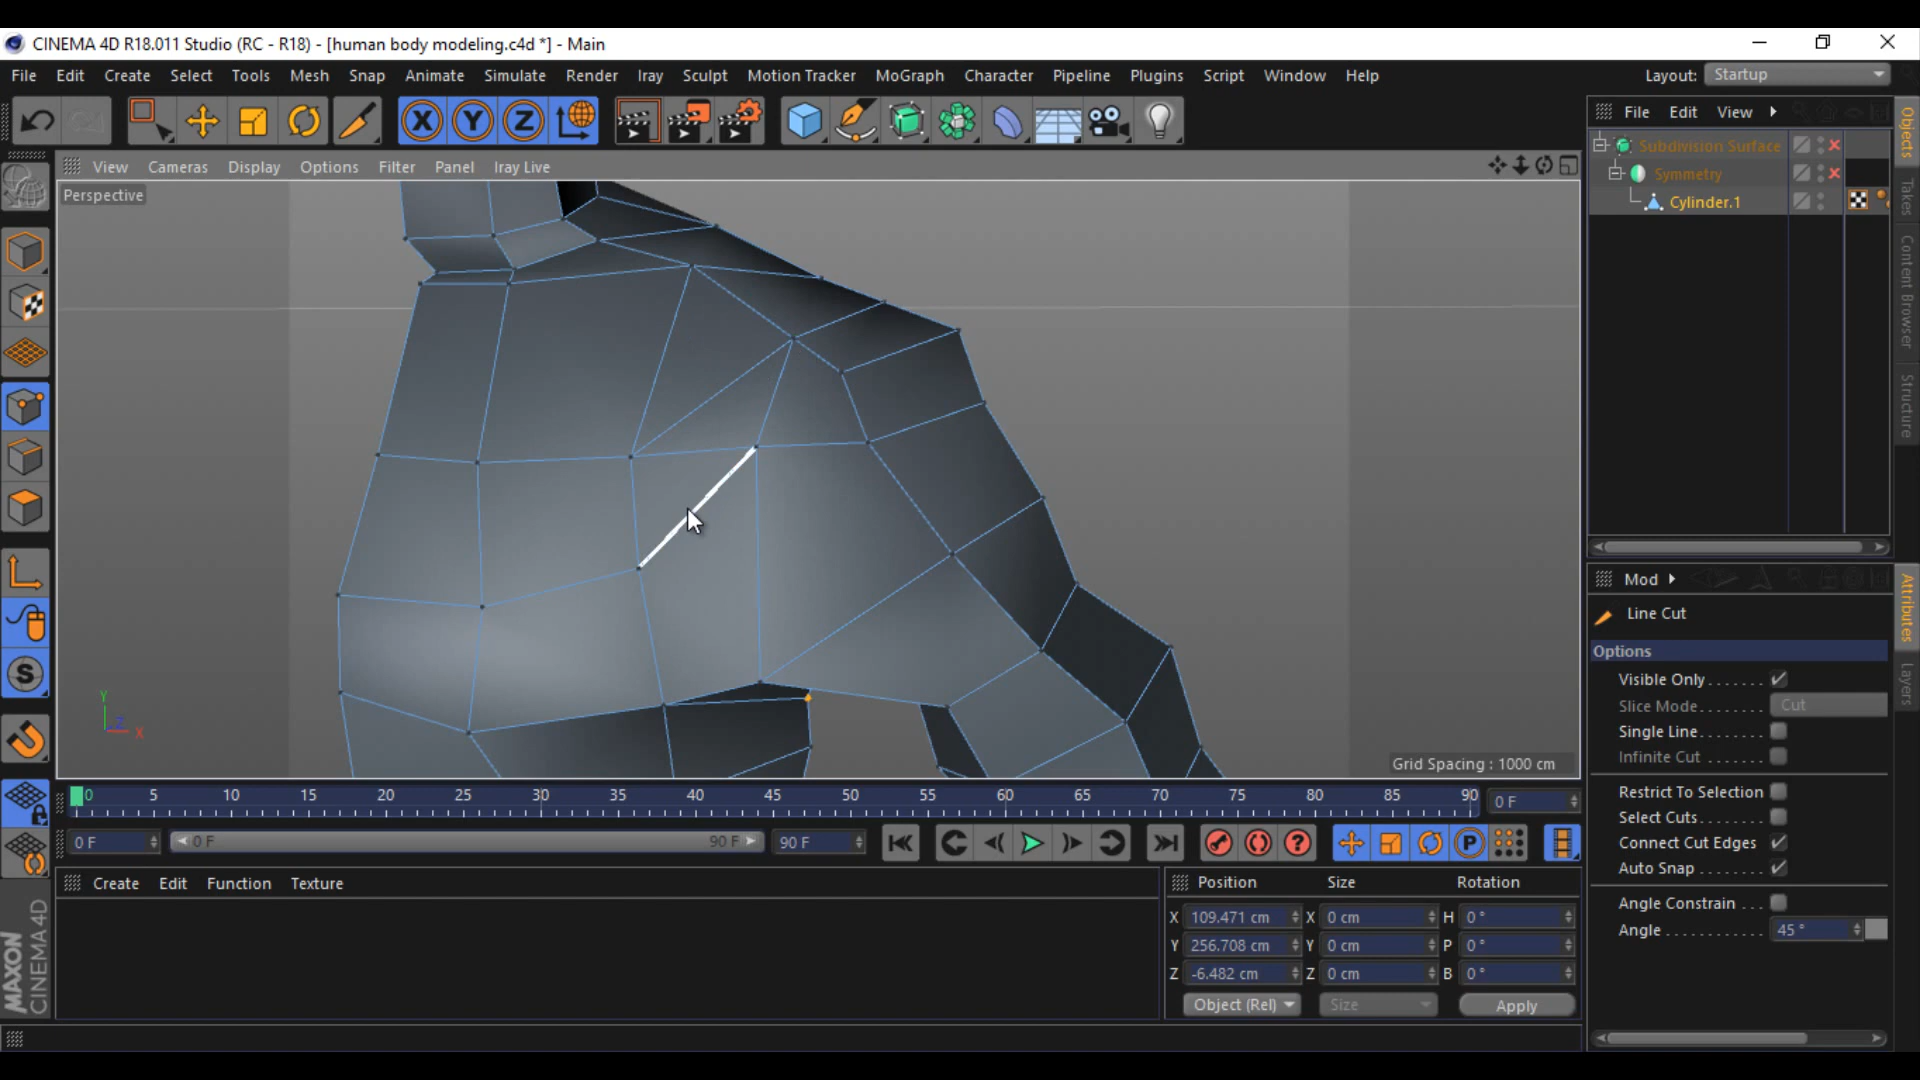 CINEMA 4D R18.011 Studio (RC - R18) - [human body modeling.c4d *] - Main
File Edit Create Select Tools Mesh Snap Animate Simulate Render Iray Sculpt Motion Tracker MoGraph Character Pipeline Plugins Script Window Help Layout: Startup
X Y Z
File Edit View
Objects
Takes
Content Browser
Structure
View Cameras Display Options Filter Panel Iray Live
Perspective
Subdivision Surface
Symmetry
Cylinder.1
Y
Z
X
Grid Spacing : 1000 cm
S
Mod
Attributes
Layers
Line Cut
Options
Visible Only
Slice Mode Cut
Single Line
Infinite Cut
Restrict To Selection
Select Cuts
Connect Cut Edges
Auto Snap
Angle Constrain
Angle 45 °
0 5 10 15 20 25 30 35 40 45 50 55 60 65 70 75 80 85 90 0 F
0 F 0 F 90 F 90 F ? P
Create Edit Function Texture
Position Size Rotation
X 109.471 cm X 0 cm H 0 °
Y 256.708 cm Y 0 cm P 0 °
Z -6.482 cm Z 0 cm B 0 °
Object (Rel) Size Apply
MAXON
CINEMA 4D